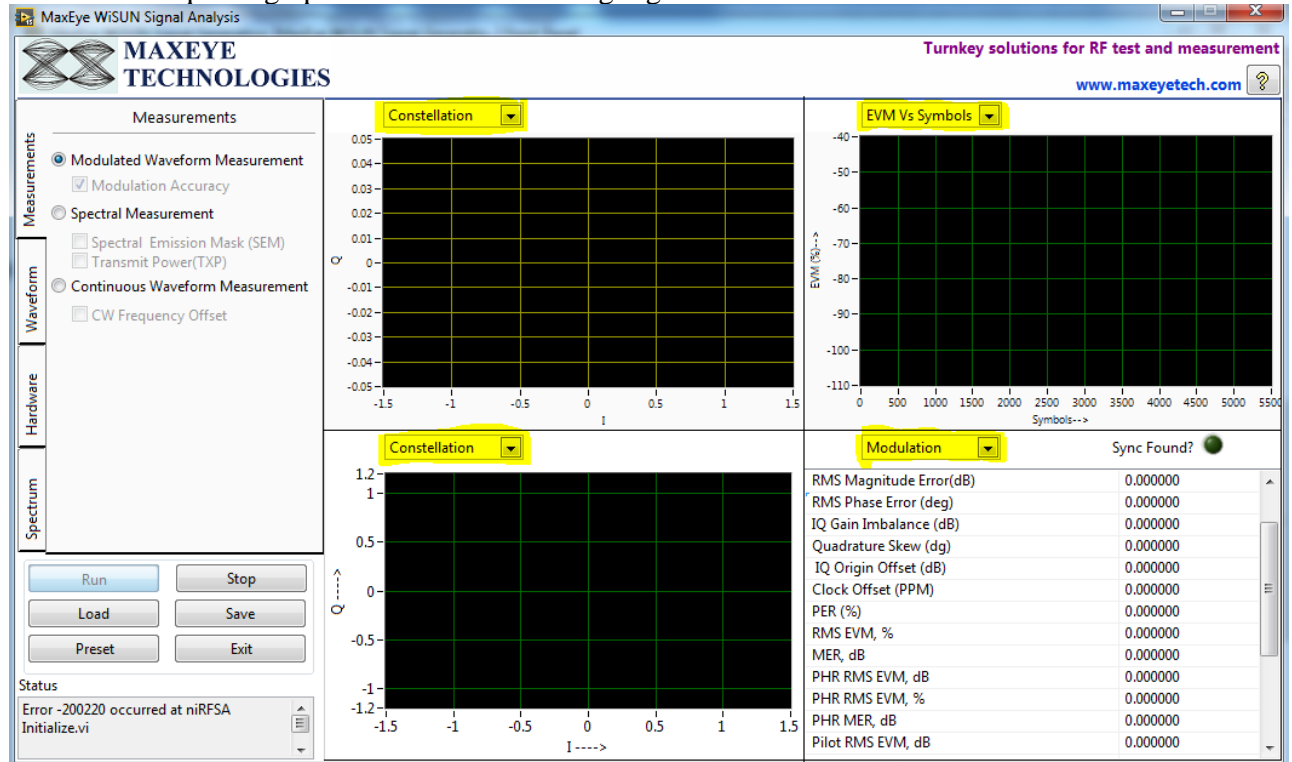 MaxEye WiSUN Signal Analysis
MAXEYE
TECHNOLOGIES
Turnkey solutions for RF test and measurement
www.maxeyetech.com
Measurements
Waveform
Hardware
Spectrum
Measurements
Modulated Waveform Measurement
Modulation Accuracy
Spectral Measurement
Spectral Emission Mask (SEM)
Transmit Power(TXP)
Continuous Waveform Measurement
CW Frequency Offset
Run Stop
Load Save
Preset Exit
Status
Error -200220 occurred at niRFSA
Initialize.vi
Constellation
0.05
0.04
0.03
0.02
0.01
0
-0.01
-0.02
-0.03
-0.04
-0.05
Q
-1.5 -1 -0.5 0 0.5 1 1.5
I
EVM Vs Symbols
-40
-50
-60
-70
-80
-90
-100
-110
EVM (%)-->
0 500 1000 1500 2000 2500 3000 3500 4000 4500 5000 5500
Symbols-->
Constellation
1.2
1
0.5
0
-0.5
-1
-1.2
Q ---->
-1.5 -1 -0.5 0 0.5 1 1.5
I ---->
Modulation Sync Found?
RMS Magnitude Error(dB) 0.000000
RMS Phase Error (deg) 0.000000
IQ Gain Imbalance (dB) 0.000000
Quadrature Skew (dg) 0.000000
IQ Origin Offset (dB) 0.000000
Clock Offset (PPM) 0.000000
PER (%) 0.000000
RMS EVM, % 0.000000
MER, dB 0.000000
PHR RMS EVM, dB 0.000000
PHR RMS EVM, % 0.000000
PHR MER, dB 0.000000
Pilot RMS EVM, dB 0.000000